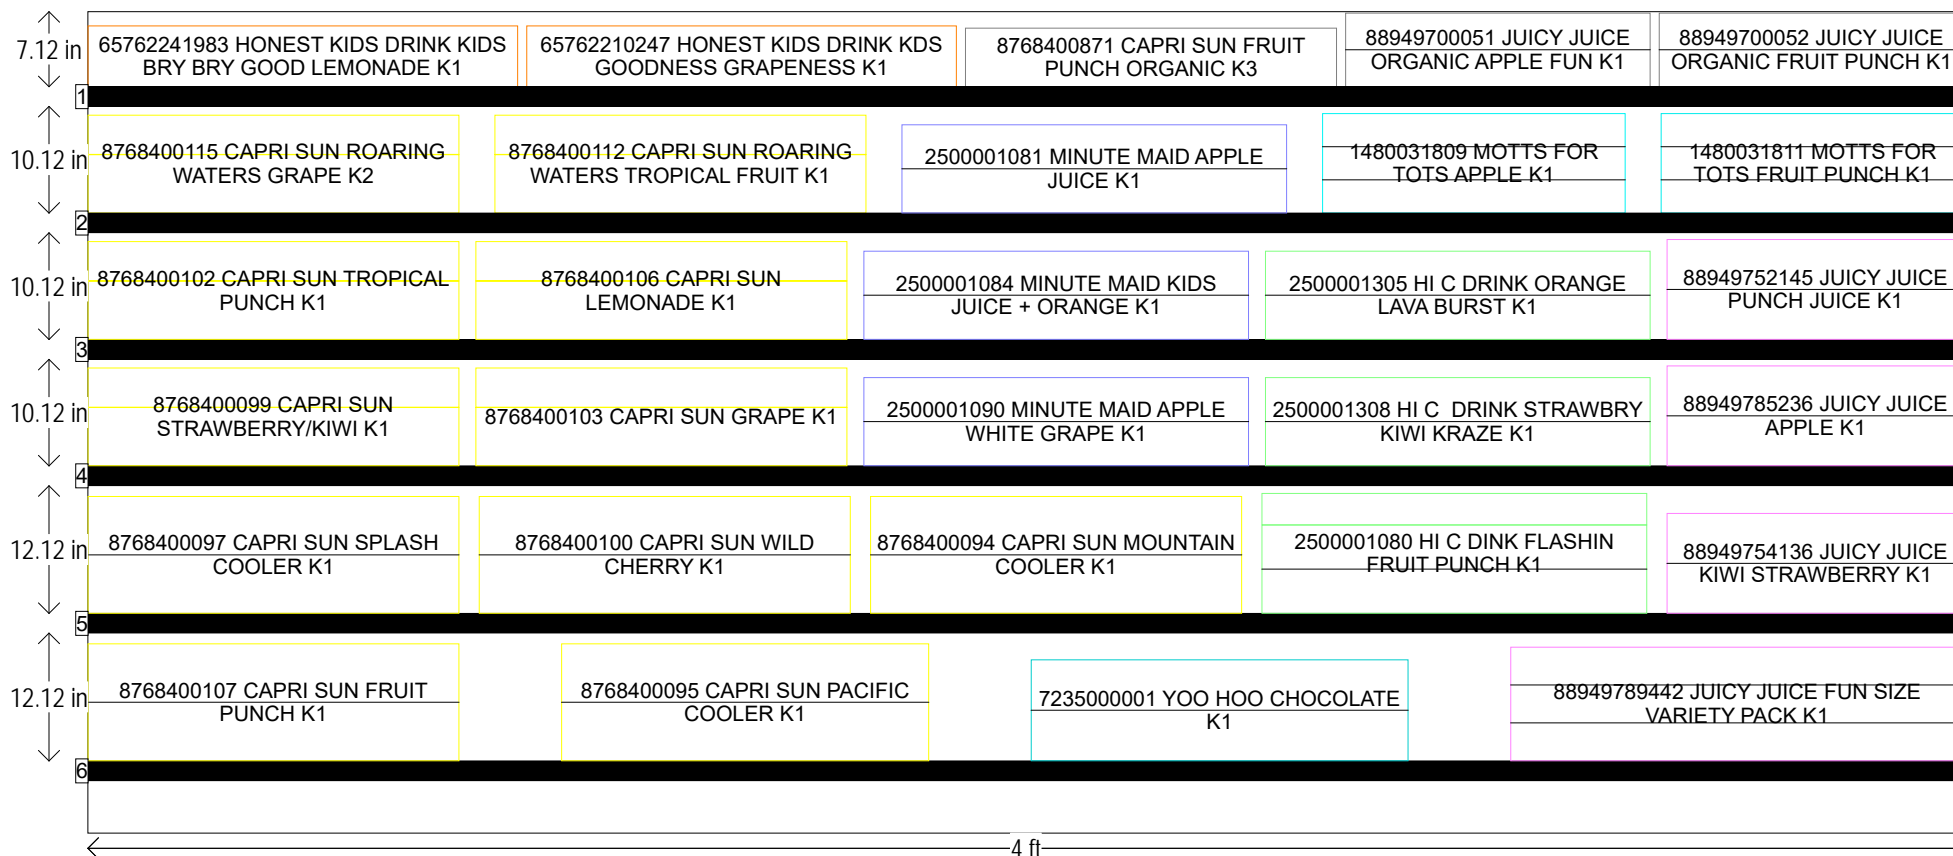 7.12 in
65762241983 HONEST KIDS DRINK KIDS
BRY BRY GOOD LEMONADE K1
65762210247 HONEST KIDS DRINK KDS
GOODNESS GRAPENESS K1
8768400871 CAPRI SUN FRUIT
PUNCH ORGANIC K3
88949700051 JUICY JUICE
ORGANIC APPLE FUN K1
88949700052 JUICY JUICE
ORGANIC FRUIT PUNCH K1
1
10.12 in
8768400115 CAPRI SUN ROARING
WATERS GRAPE K2
8768400112 CAPRI SUN ROARING
WATERS TROPICAL FRUIT K1
2500001081 MINUTE MAID APPLE
JUICE K1
1480031809 MOTTS FOR
TOTS APPLE K1
1480031811 MOTTS FOR
TOTS FRUIT PUNCH K1
2
10.12 in
8768400102 CAPRI SUN TROPICAL
PUNCH K1
8768400106 CAPRI SUN
LEMONADE K1
2500001084 MINUTE MAID KIDS
JUICE + ORANGE K1
2500001305 HI C DRINK ORANGE
LAVA BURST K1
88949752145 JUICY JUICE
PUNCH JUICE K1
3
10.12 in
8768400099 CAPRI SUN
STRAWBERRY/KIWI K1
8768400103 CAPRI SUN GRAPE K1
2500001090 MINUTE MAID APPLE
WHITE GRAPE K1
2500001308 HI C  DRINK STRAWBRY
KIWI KRAZE K1
88949785236 JUICY JUICE
APPLE K1
4
12.12 in
8768400097 CAPRI SUN SPLASH
COOLER K1
8768400100 CAPRI SUN WILD
CHERRY K1
8768400094 CAPRI SUN MOUNTAIN
COOLER K1
2500001080 HI C DINK FLASHIN
FRUIT PUNCH K1
88949754136 JUICY JUICE
KIWI STRAWBERRY K1
5
12.12 in
8768400107 CAPRI SUN FRUIT
PUNCH K1
8768400095 CAPRI SUN PACIFIC
COOLER K1
7235000001 YOO HOO CHOCOLATE
K1
88949789442 JUICY JUICE FUN SIZE
VARIETY PACK K1
6
4 ft